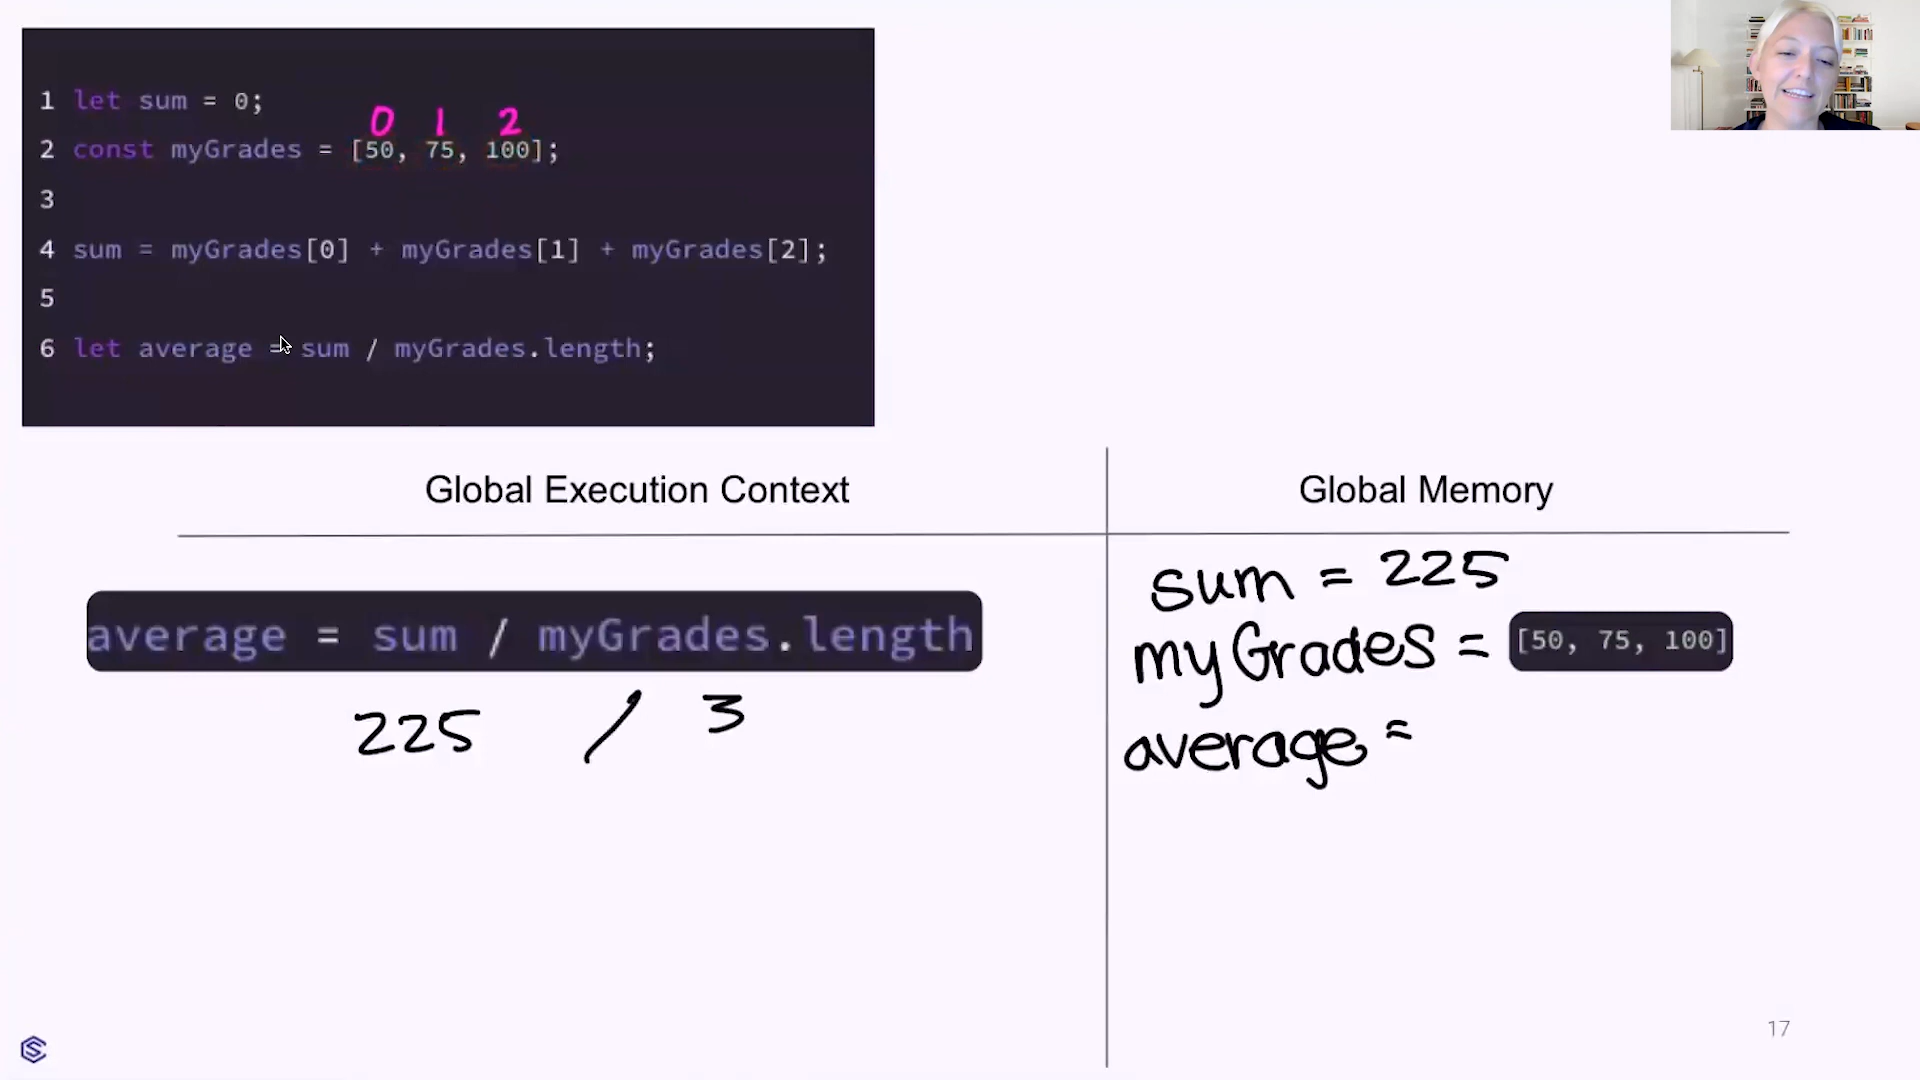 1 let sum = 0;
0 1 2
2 const myGrades = [50, 75, 100];
3
4 sum = myGrades[0] + myGrades[1] + myGrades[2];
5
6 let average = sum / myGrades.length;
Global Execution Context
Global Memory
average = sum / myGrades.length
225 / 3
sum = 225
myGrades = [50, 75, 100]
average =
17